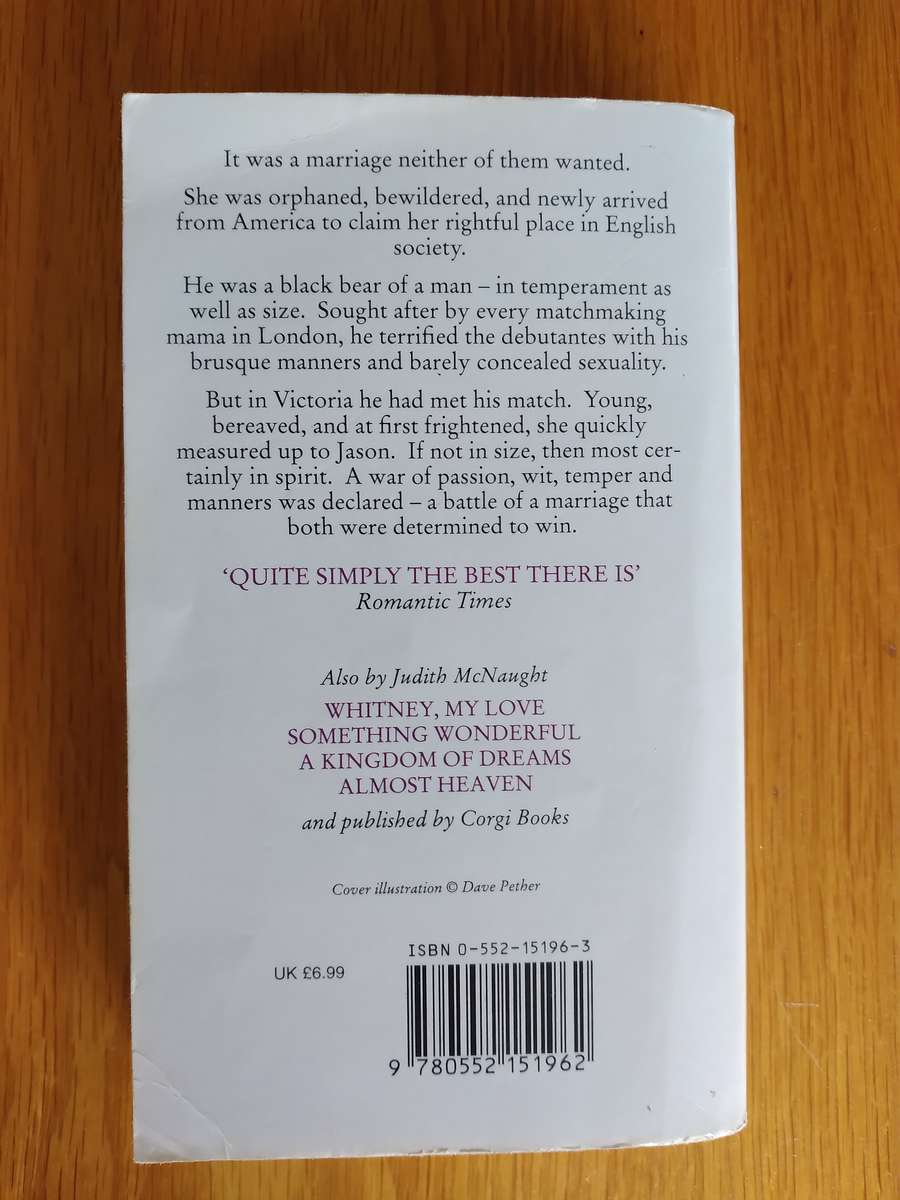 It was a marriage neither of them wanted.
She was orphaned, bewildered, and newly arrived
from America to claim her rightful place in English
society.
He was a black bear of a man – in temperament as
well as size. Sought after by every matchmaking
mama in London, he terrified the debutantes with his
brusque manners and barely concealed sexuality.
But in Victoria he had met his match. Young,
bereaved, and at first frightened, she quickly
measured up to Jason. If not in size, then most cer-
tainly in spirit. A war of passion, wit, temper and
manners was declared – a battle of a marriage that
both were determined to win.
‘QUITE SIMPLY THE BEST THERE IS’
Romantic Times
Also by Judith McNaught
WHITNEY, MY LOVE
SOMETHING WONDERFUL
A KINGDOM OF DREAMS
ALMOST HEAVEN
and published by Corgi Books
Cover illustration © Dave Pether
ISBN 0-552-15196-3
UK £6.99
9 780552 151962